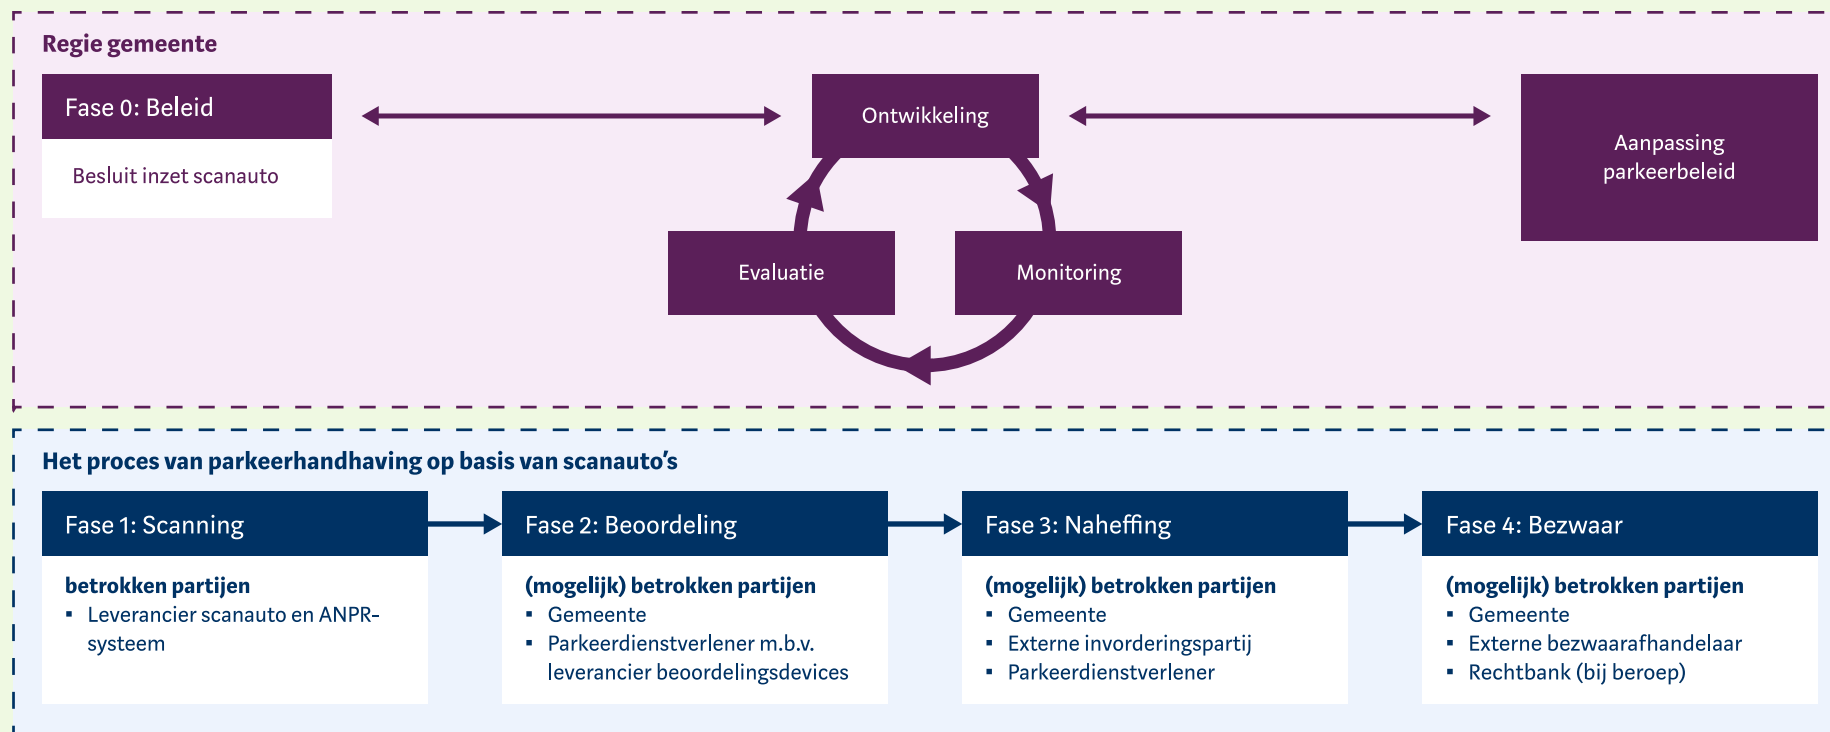 Regie gemeente
Fase 0: Beleid
Besluit inzet scanauto
Ontwikkeling
Aanpassing
parkeerbeleid
Evaluatie
Monitoring
Het proces van parkeerhandhaving op basis van scanauto’s
Fase 1: Scanning
betrokken partijen
▪ Leverancier scanauto en ANPR-
systeem
Fase 2: Beoordeling
(mogelijk) betrokken partijen
▪ Gemeente
▪ Parkeerdienstverlener m.b.v.
leverancier beoordelingsdevices
Fase 3: Naheffing
(mogelijk) betrokken partijen
▪ Gemeente
▪ Externe invorderingspartij
▪ Parkeerdienstverlener
Fase 4: Bezwaar
(mogelijk) betrokken partijen
▪ Gemeente
▪ Externe bezwaarafhandelaar
▪ Rechtbank (bij beroep)